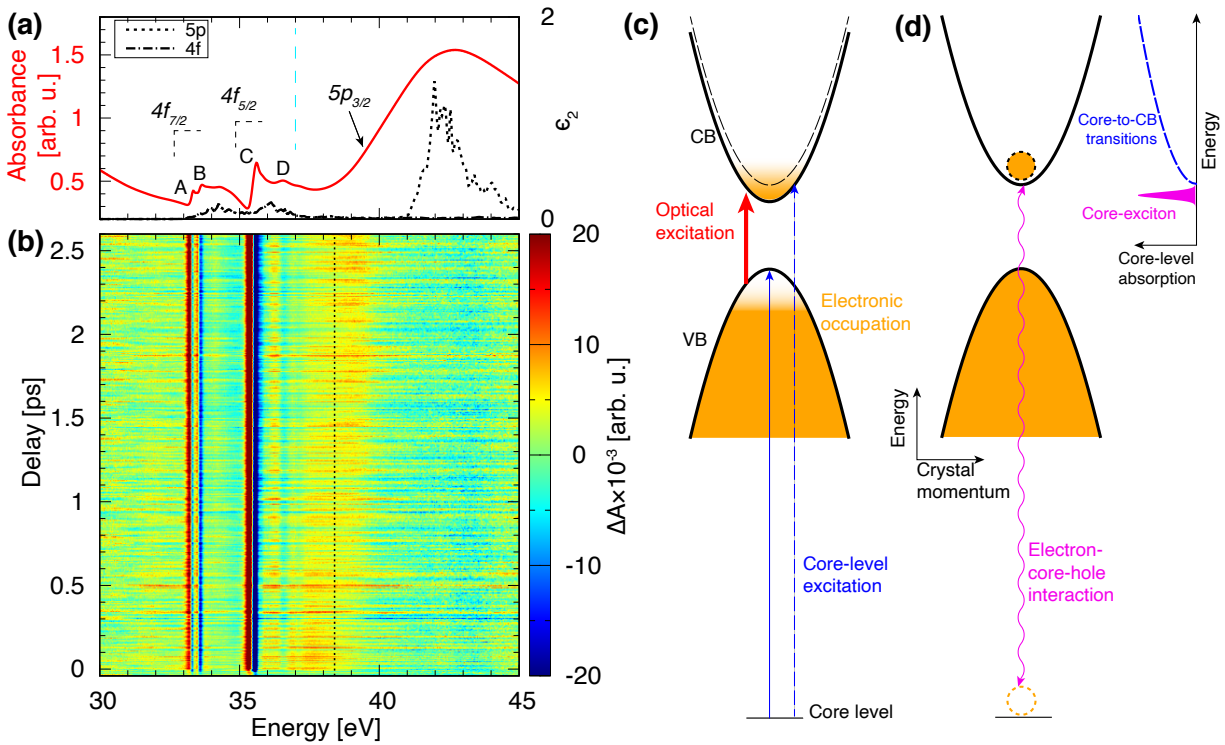 (a)
5p
4f
Absorbance
[arb. u.]
1.5
1
0.5
4f7/2
4f5/2
5p3/2
A
B
C
D
2
ϵ2
0
(b)
Delay [ps]
2.5
2
1.5
1
0.5
0
30
35
40
45
Energy [eV]
20
10
0
-10
-20
ΔA×10-3 [arb. u.]
(c)
CB
Optical
excitation
VB
Electronic
occupation
Core-level
excitation
Core level
(d)
Core-to-CB
transitions
Energy
Core-exciton
Core-level
absorption
Energy
Crystal
momentum
Electron-
core-hole
interaction